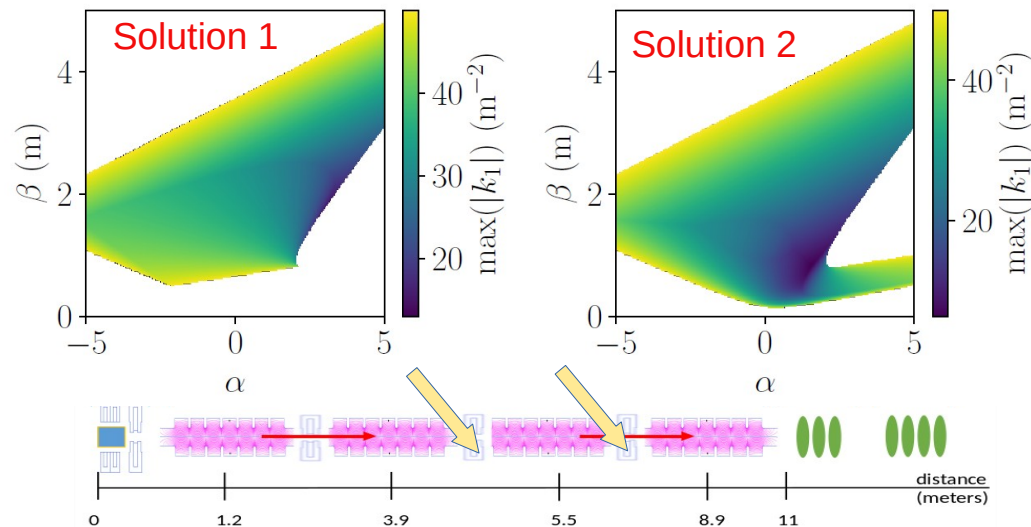 Solution 1
4
2
0
β (m)
−5
0
5
α
40
20
max(|k₁|) (m⁻²)
Solution 2
4
2
0
β (m)
−5
0
5
α
40
20
max(|k₁|) (m⁻²)
distance
(meters)
0
1.2
3.9
5.5
8.9
11